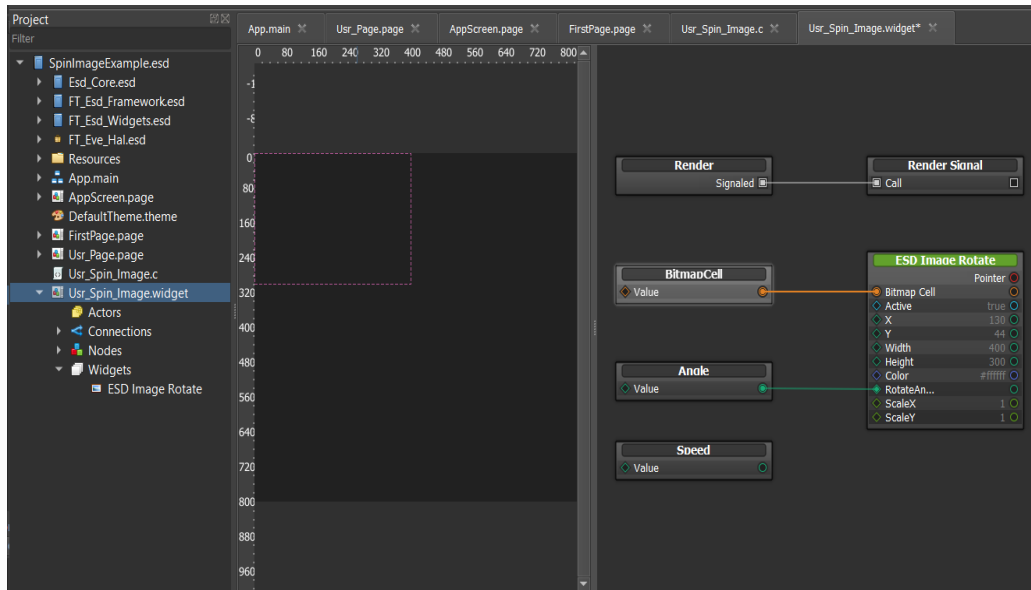 Project
Filter
SpinImageExample.esd
Esd_Core.esd
FT_Esd_Framework.esd
FT_Esd_Widgets.esd
FT_Eve_Hal.esd
Resources
App.main
AppScreen.page
DefaultTheme.theme
FirstPage.page
Usr_Page.page
Usr_Spin_Image.c
Usr_Spin_Image.widget
Actors
Connections
Nodes
Widgets
ESD Image Rotate
App.main Usr_Page.page AppScreen.page FirstPage.page Usr_Spin_Image.c Usr_Spin_Image.widget*
0 80 160 240 320 400 480 560 640 720 800
0
80
160
240
320
400
480
560
640
720
800
880
960
Render
Signaled
Render Signal
Call
BitmapCell
Value
Angle
Value
Speed
Value
ESD Image Rotate
Pointer
Bitmap Cell
Active true
X 130
Y 44
Width 400
Height 300
Color #ffffff
RotateAn...
ScaleX 1
ScaleY 1